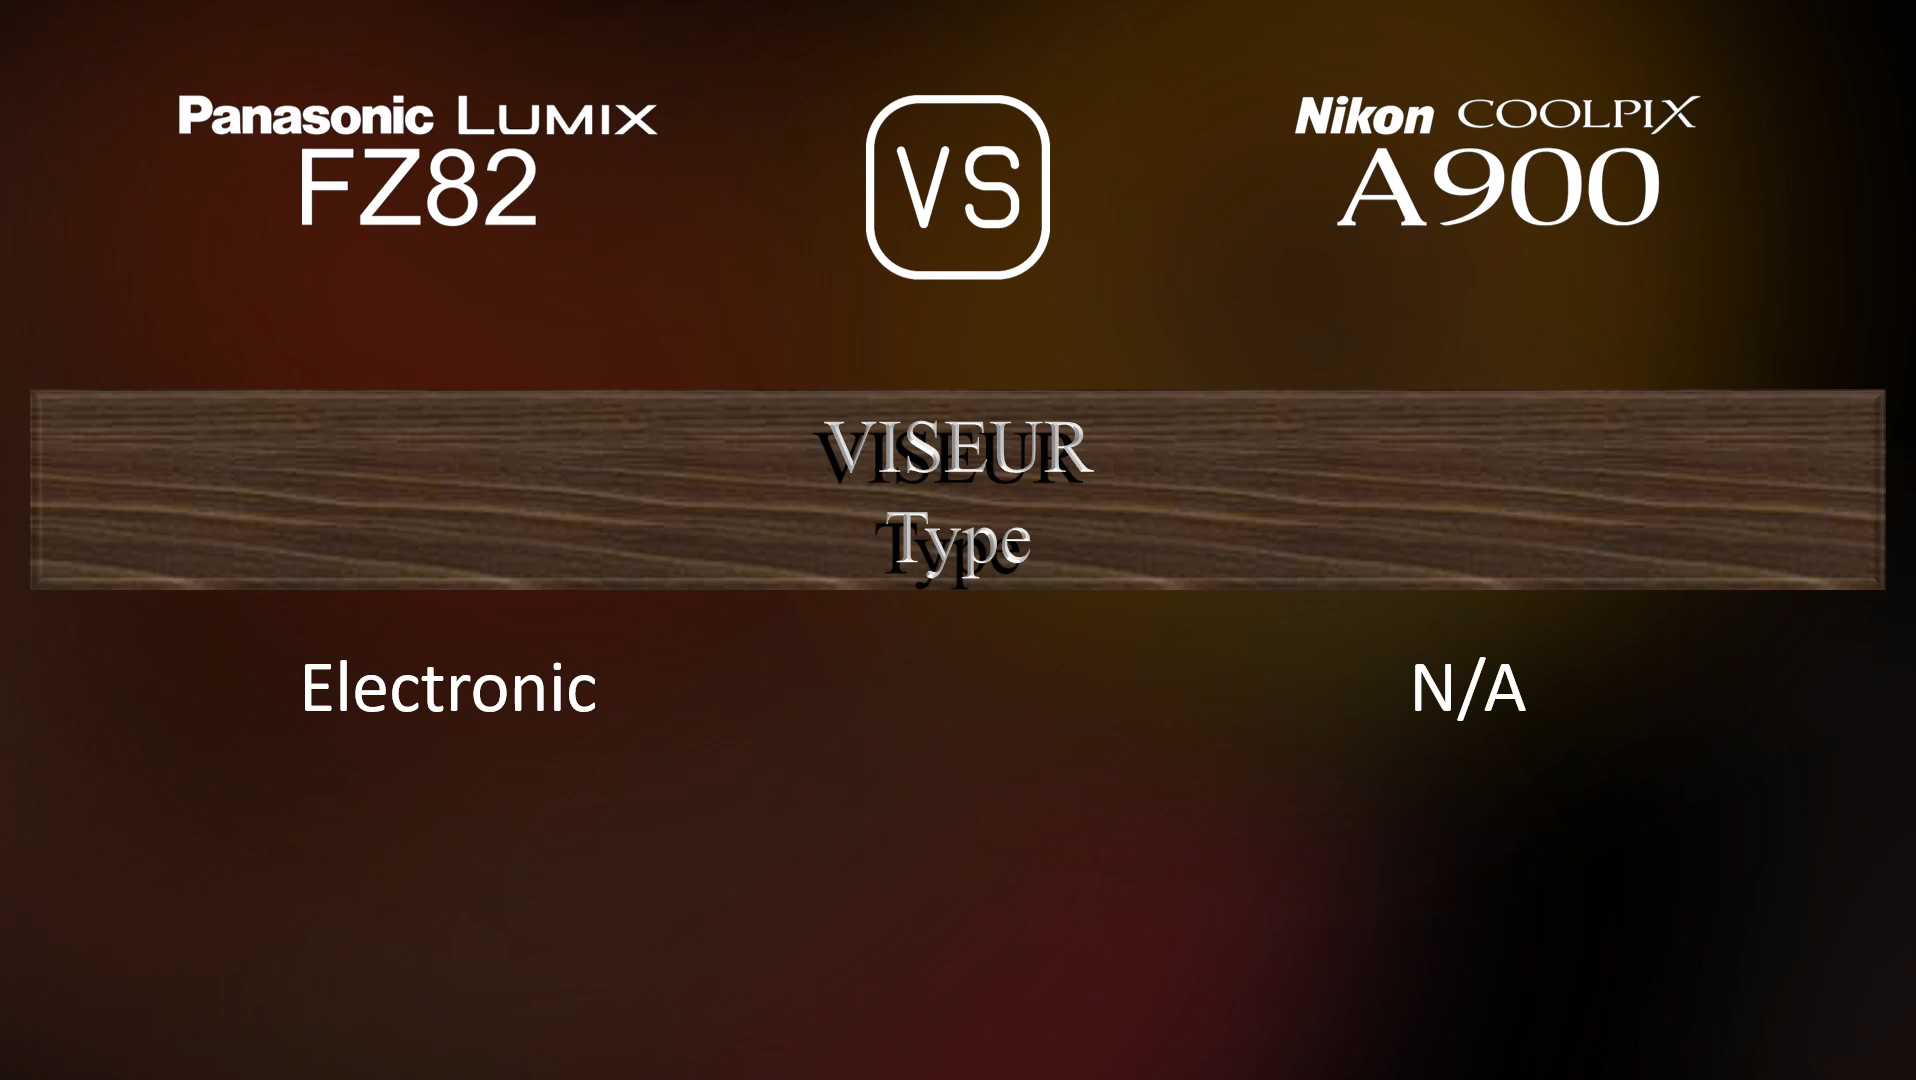 Panasonic LUMIX
FZ82
VS
Nikon COOLPIX
A900
VISEUR
Type
Electronic
N/A